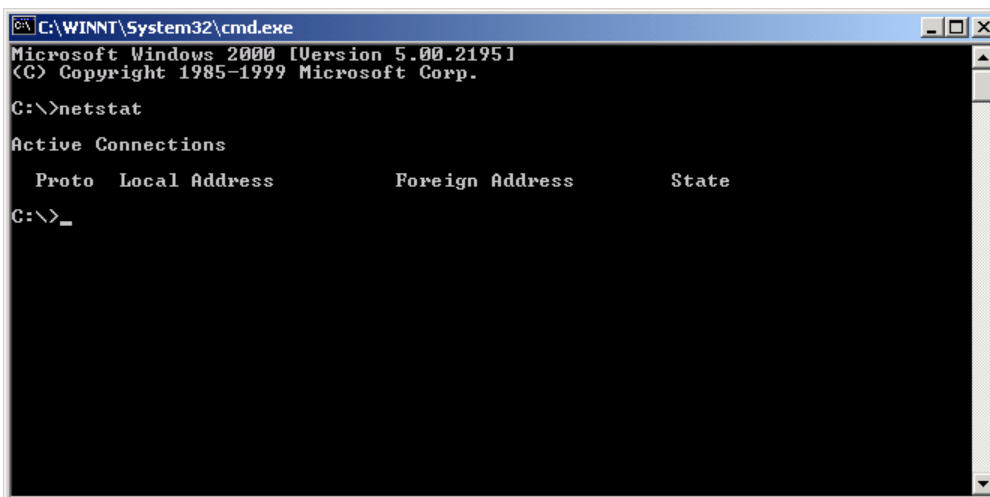 C:\WINNT\System32\cmd.exe
Microsoft Windows 2000 [Version 5.00.2195]
(C) Copyright 1985-1999 Microsoft Corp.
C:\>netstat
Active Connections
Proto  Local Address          Foreign Address        State
C:\>_